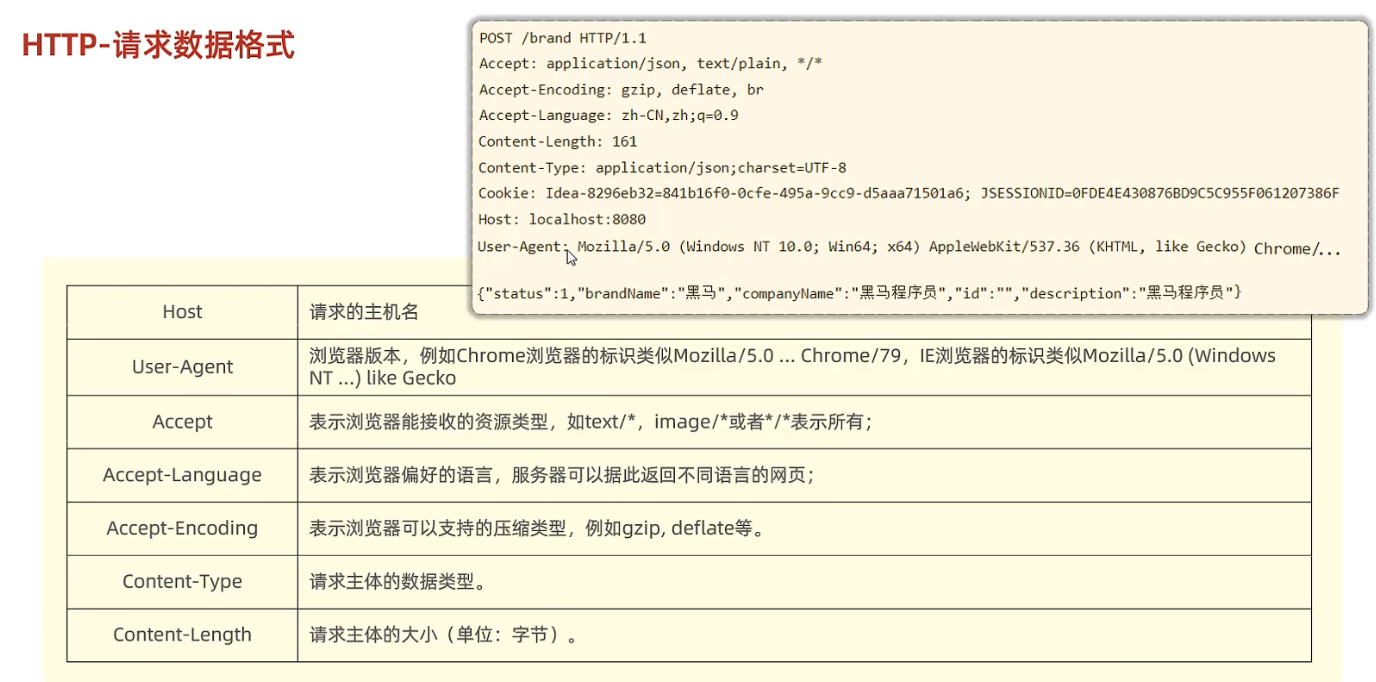 HTTP-请求数据格式
POST /brand HTTP/1.1
Accept: application/json, text/plain, */*
Accept-Encoding: gzip, deflate, br
Accept-Language: zh-CN,zh;q=0.9
Content-Length: 161
Content-Type: application/json;charset=UTF-8
Cookie: Idea-8296eb32=841b16f0-0cfe-495a-9cc9-d5aaa71501a6; JSESSIONID=0FDE4E430876BD9C5C955F061207386F
Host: localhost:8080
User-Agent: Mozilla/5.0 (Windows NT 10.0; Win64; x64) AppleWebKit/537.36 (KHTML, like Gecko) Chrome/...
{"status":1,"brandName":"黑马","companyName":"黑马程序员","id":"","description":"黑马程序员"}
Host 请求的主机名
User-Agent 浏览器版本，例如Chrome浏览器的标识类似Mozilla/5.0 ... Chrome/79，IE浏览器的标识类似Mozilla/5.0 (Windows
NT ...) like Gecko
Accept 表示浏览器能接收的资源类型，如text/*，image/*或者*/*表示所有；
Accept-Language 表示浏览器偏好的语言，服务器可以据此返回不同语言的网页；
Accept-Encoding 表示浏览器可以支持的压缩类型，例如gzip, deflate等。
Content-Type 请求主体的数据类型。
Content-Length 请求主体的大小（单位：字节）。